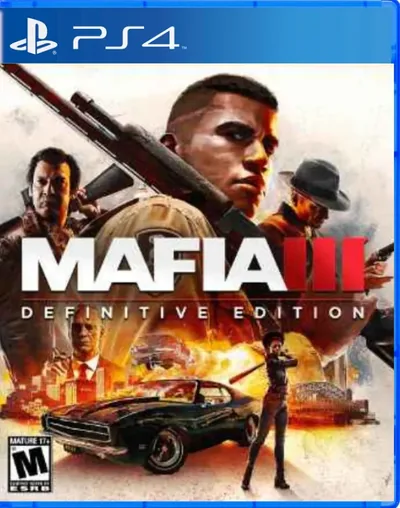 PS4
MAFIA III
DEFINITIVE EDITION
MATURE 17+
M
ESRB